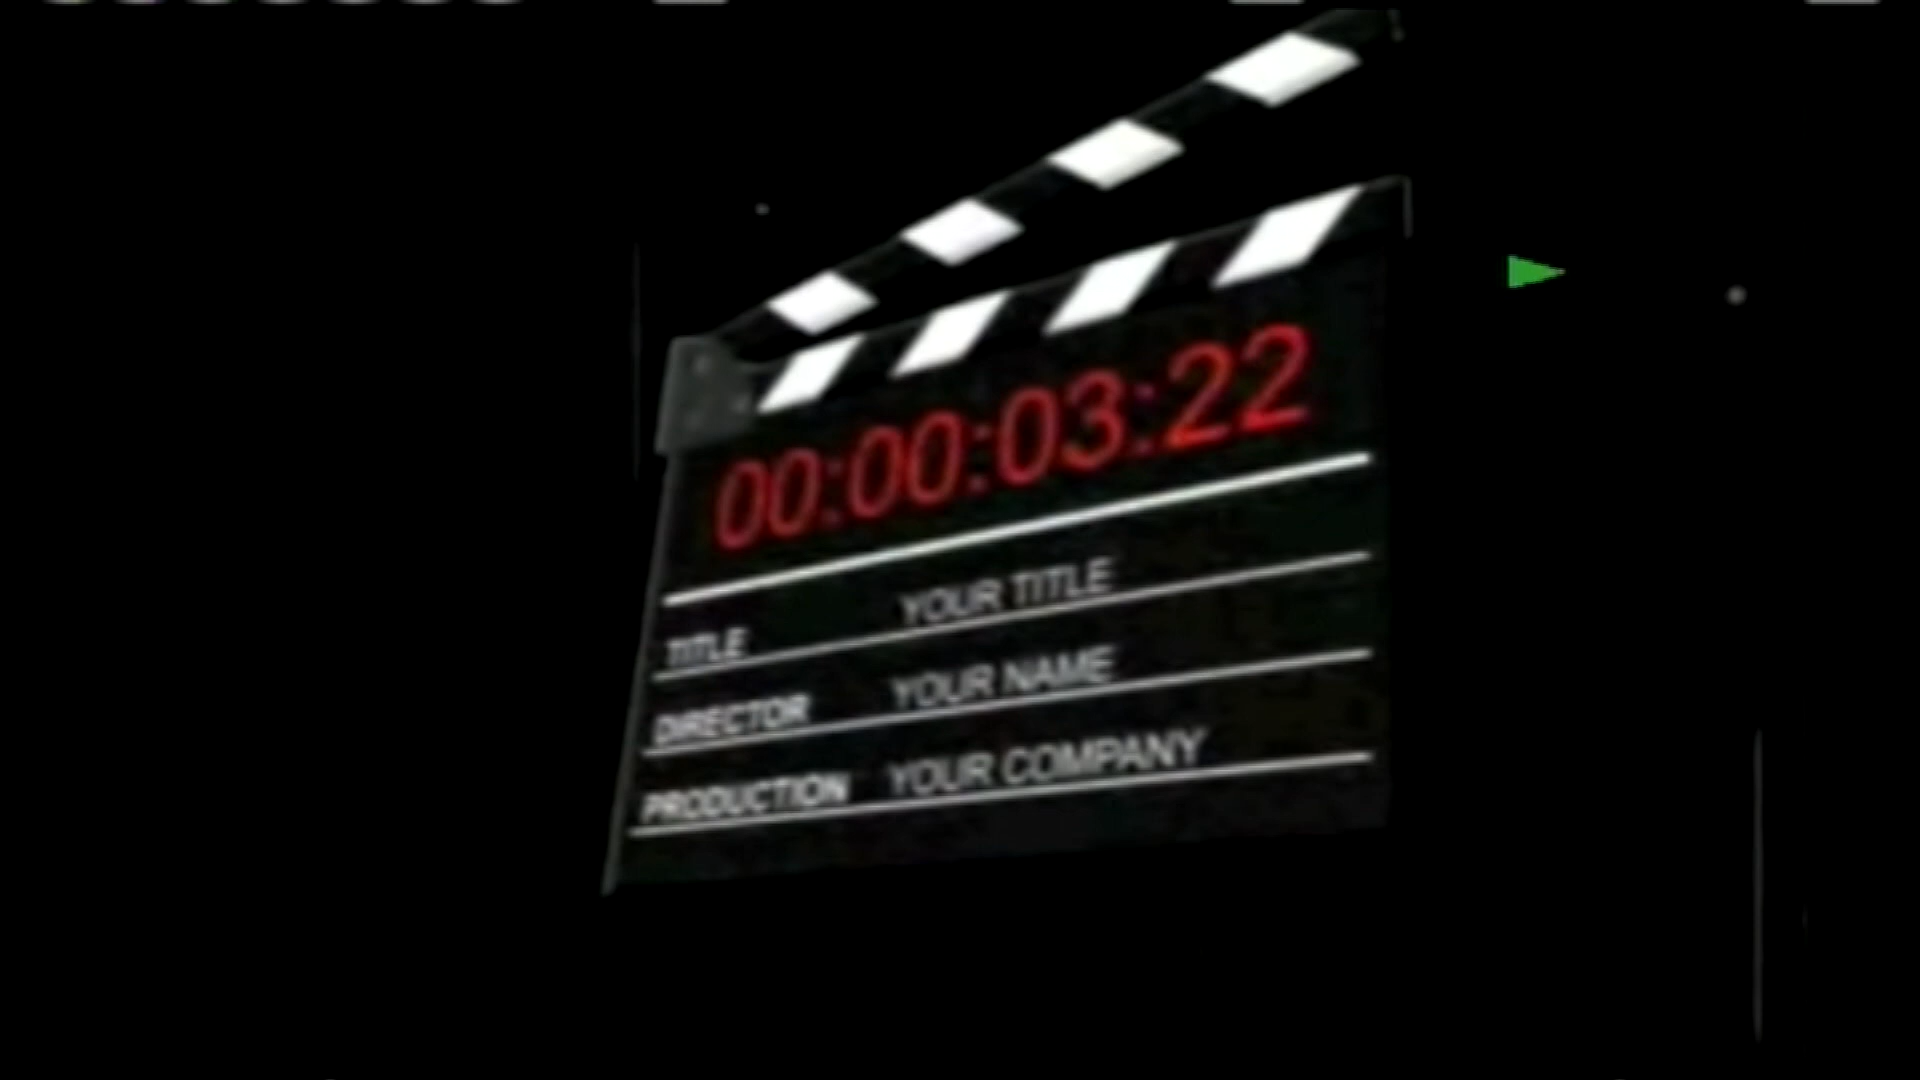 00:00:03:22
TITLE YOUR TITLE
DIRECTOR YOUR NAME
PRODUCTION YOUR COMPANY